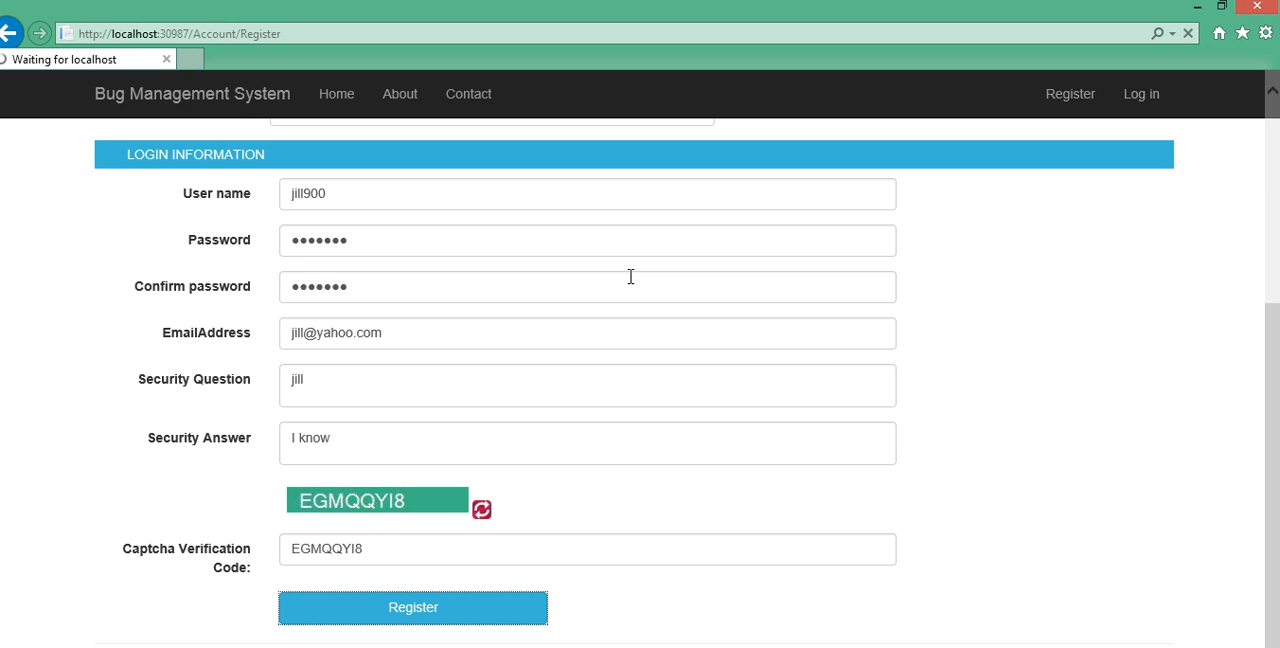 http://localhost:30987/Account/Register
Waiting for localhost
Bug Management System Home About Contact Register Log in
LOGIN INFORMATION
User name jill900
Password •••••••
Confirm password •••••••
EmailAddress jill@yahoo.com
Security Question jill
Security Answer I know
EGMQQYI8
Captcha Verification Code: EGMQQYI8
Register